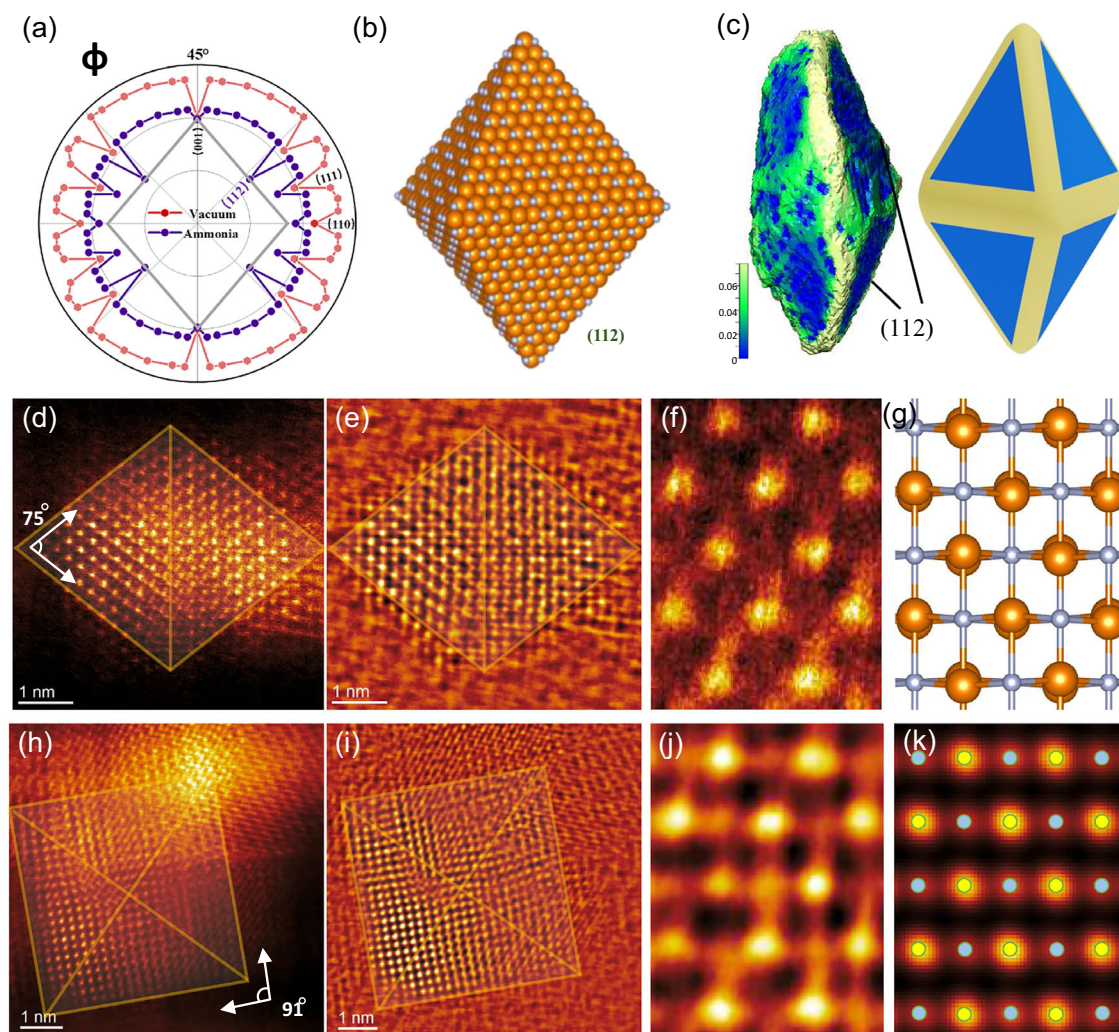 (a)
ϕ
45°
(001)
(112)
(111)
(110)
Vacuum
Ammonia
(b)
(112)
(c)
0.06
0.04
0.02
0
(112)
(d)
75°
1 nm
(e)
1 nm
(f)
(g)
(h)
91°
1 nm
(i)
1 nm
(j)
(k)